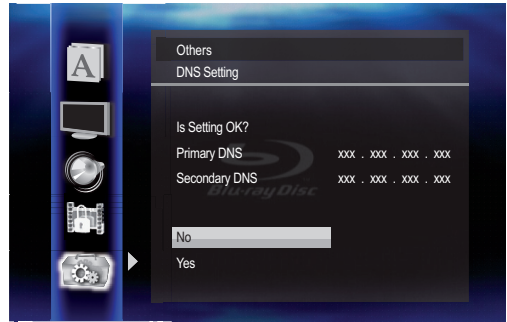 A
Others
DNS Setting
Is Setting OK?
Primary DNS xxx . xxx . xxx . xxx
Secondary DNS xxx . xxx . xxx . xxx
Blu-ray Disc
No
Yes